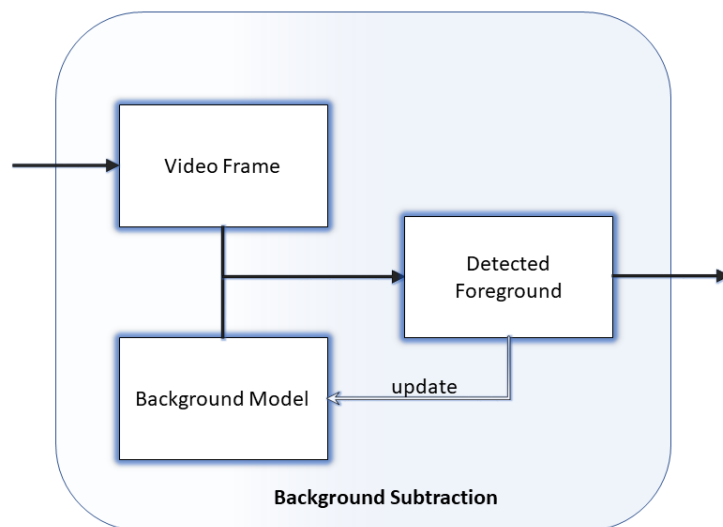 Video Frame
Detected
Foreground
Background Model
update
Background Subtraction